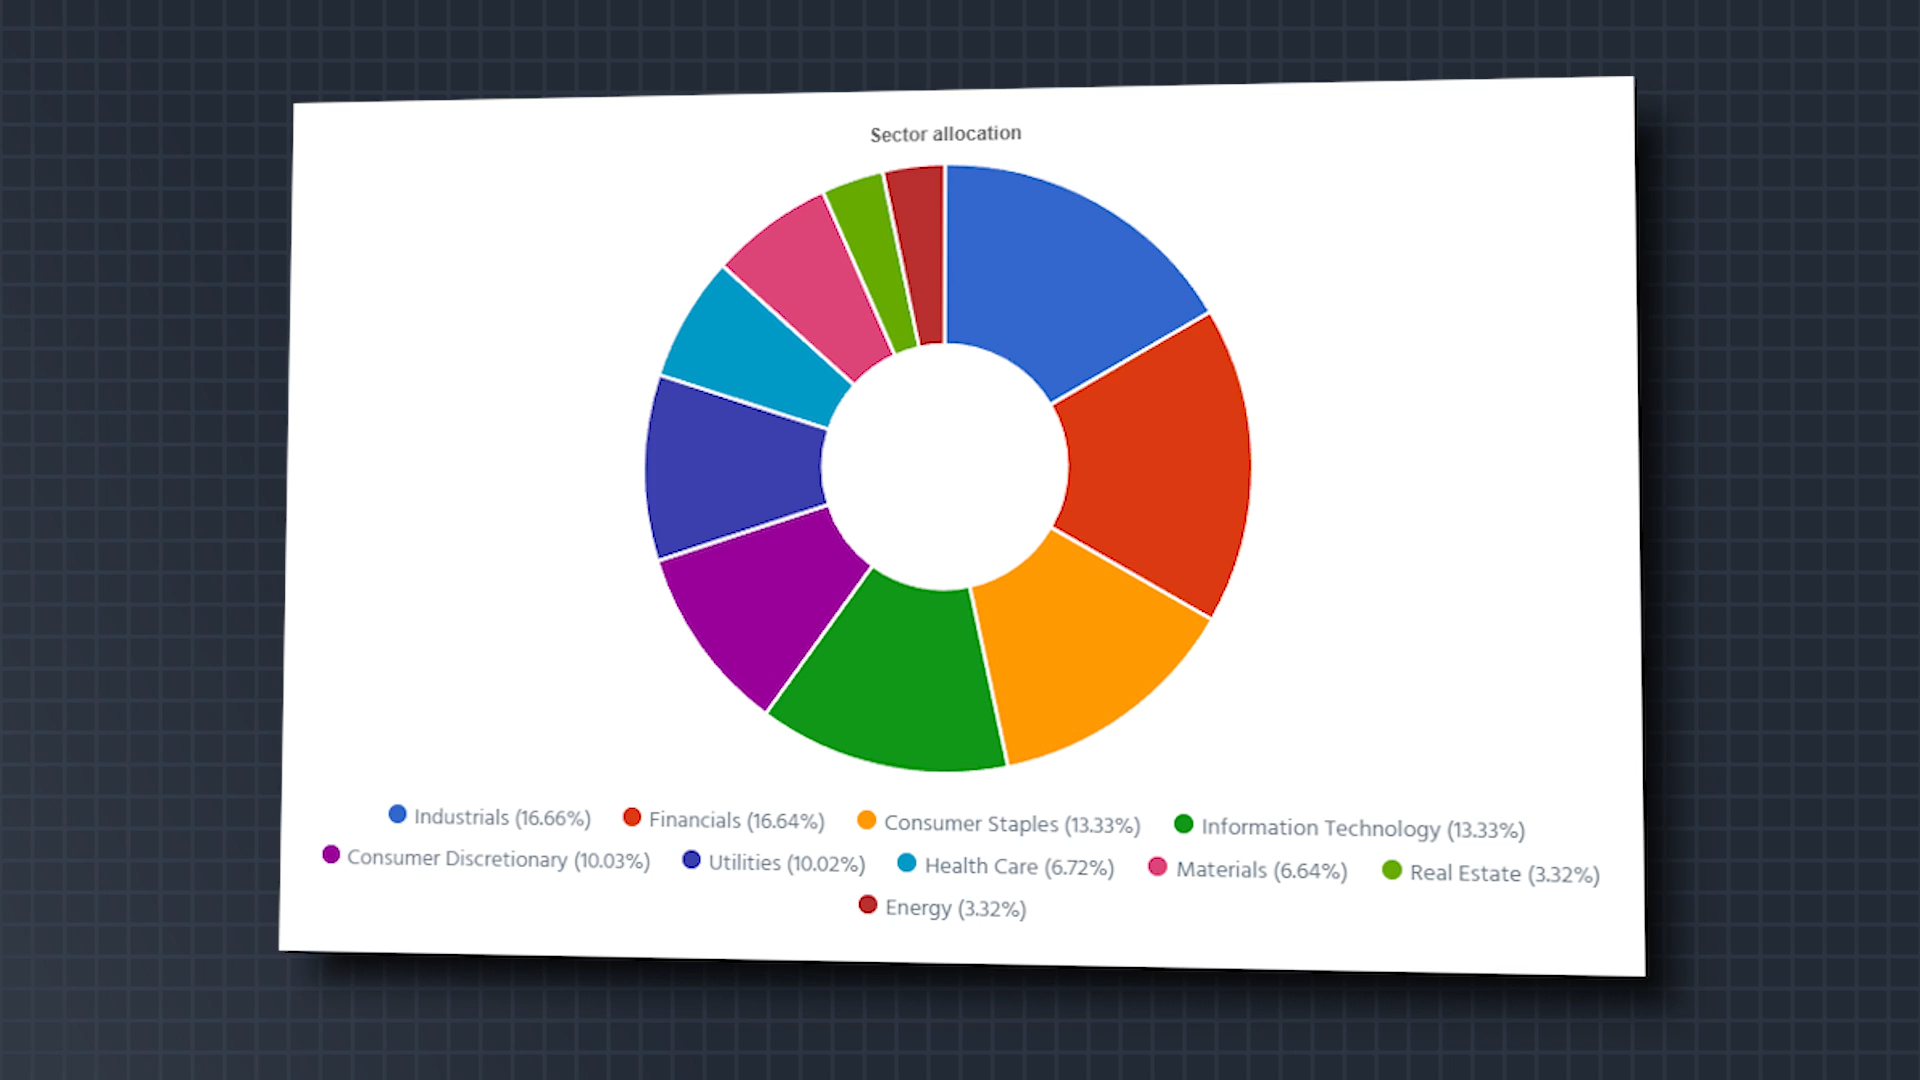 Sector allocation
Industrials (16.66%) Financials (16.64%) Consumer Staples (13.33%) Information Technology (13.33%)
Consumer Discretionary (10.03%) Utilities (10.02%) Health Care (6.72%) Materials (6.64%) Real Estate (3.32%)
Energy (3.32%)